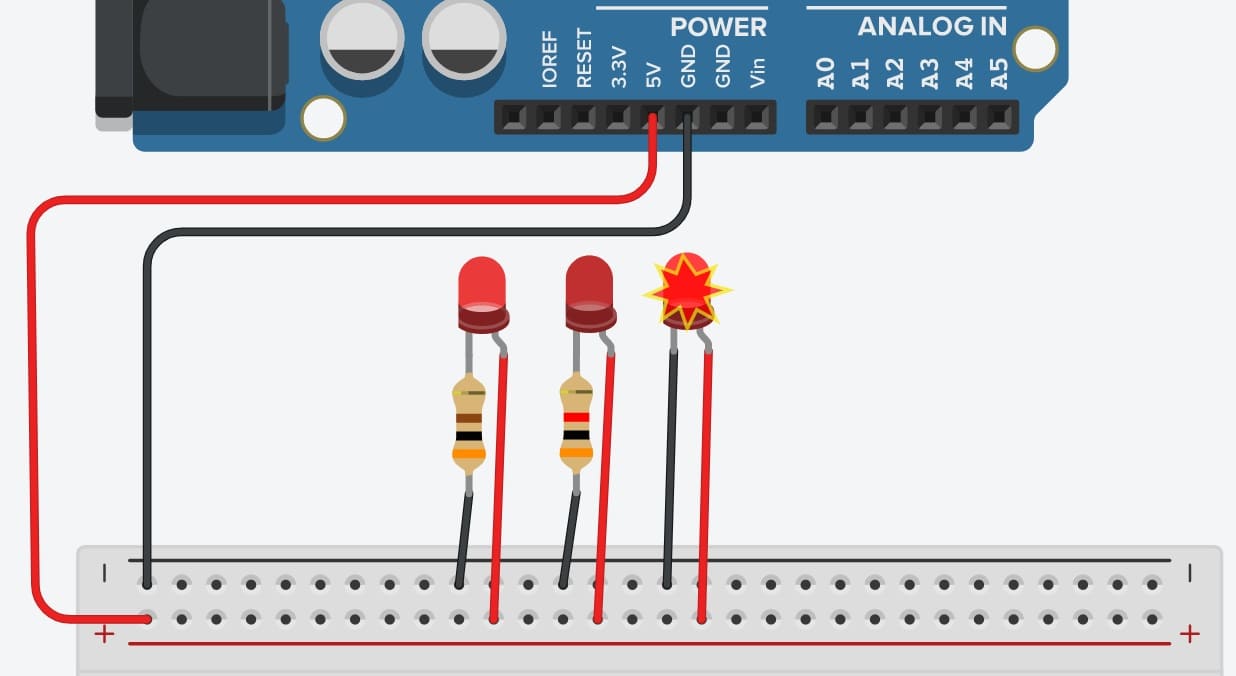 POWER
ANALOG IN
IOREF
RESET
3.3V
5V
GND
GND
Vin
A0
A1
A2
A3
A4
A5